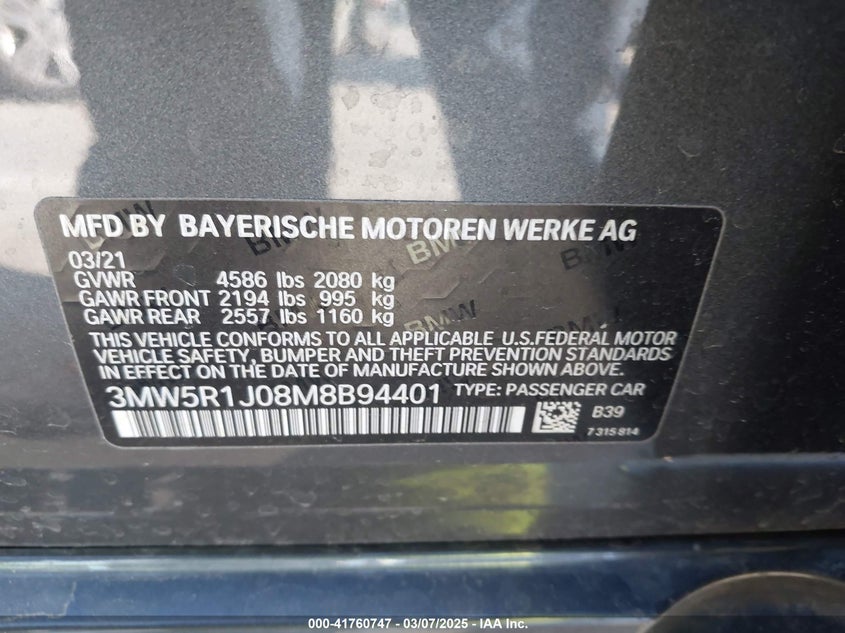 MFD BY BAYERISCHE MOTOREN WERKE AG
03/21
GVWR 4586 lbs 2080 kg
GAWR FRONT 2194 lbs 995 kg
GAWR REAR 2557 lbs 1160 kg
THIS VEHICLE CONFORMS TO ALL APPLICABLE U.S.FEDERAL MOTOR
VEHICLE SAFETY, BUMPER AND THEFT PREVENTION STANDARDS
IN EFFECT ON THE DATE OF MANUFACTURE SHOWN ABOVE.
3MW5R1J08M8B94401 TYPE: PASSENGER CAR
B39
7 315 814
000-41760747 - 03/07/2025 - IAA Inc.